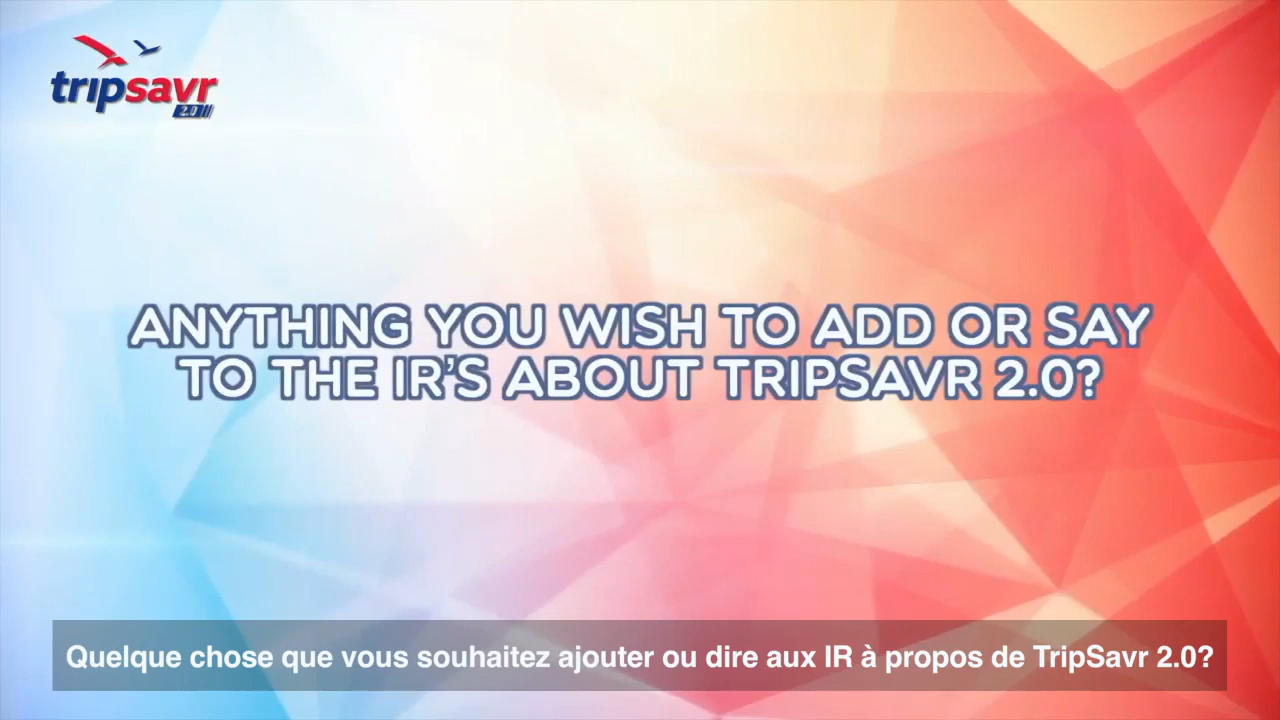 tripsavr
2.0
ANYTHING YOU WISH TO ADD OR SAY
TO THE IR'S ABOUT TRIPSAVR 2.0?
Quelque chose que vous souhaitez ajouter ou dire aux IR à propos de TripSavr 2.0?